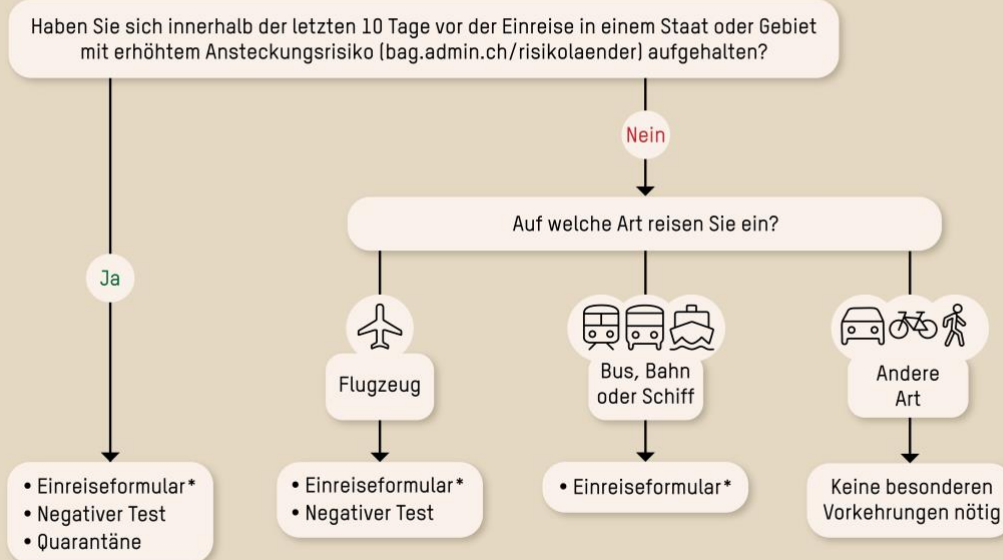 Haben Sie sich innerhalb der letzten 10 Tage vor der Einreise in einem Staat oder Gebiet
mit erhöhtem Ansteckungsrisiko (bag.admin.ch/risikolaender) aufgehalten?
Nein
Auf welche Art reisen Sie ein?
Ja
Flugzeug
Bus, Bahn
oder Schiff
Andere
Art
• Einreiseformular*
• Negativer Test
• Quarantäne
• Einreiseformular*
• Negativer Test
• Einreiseformular*
Keine besonderen
Vorkehrungen nötig